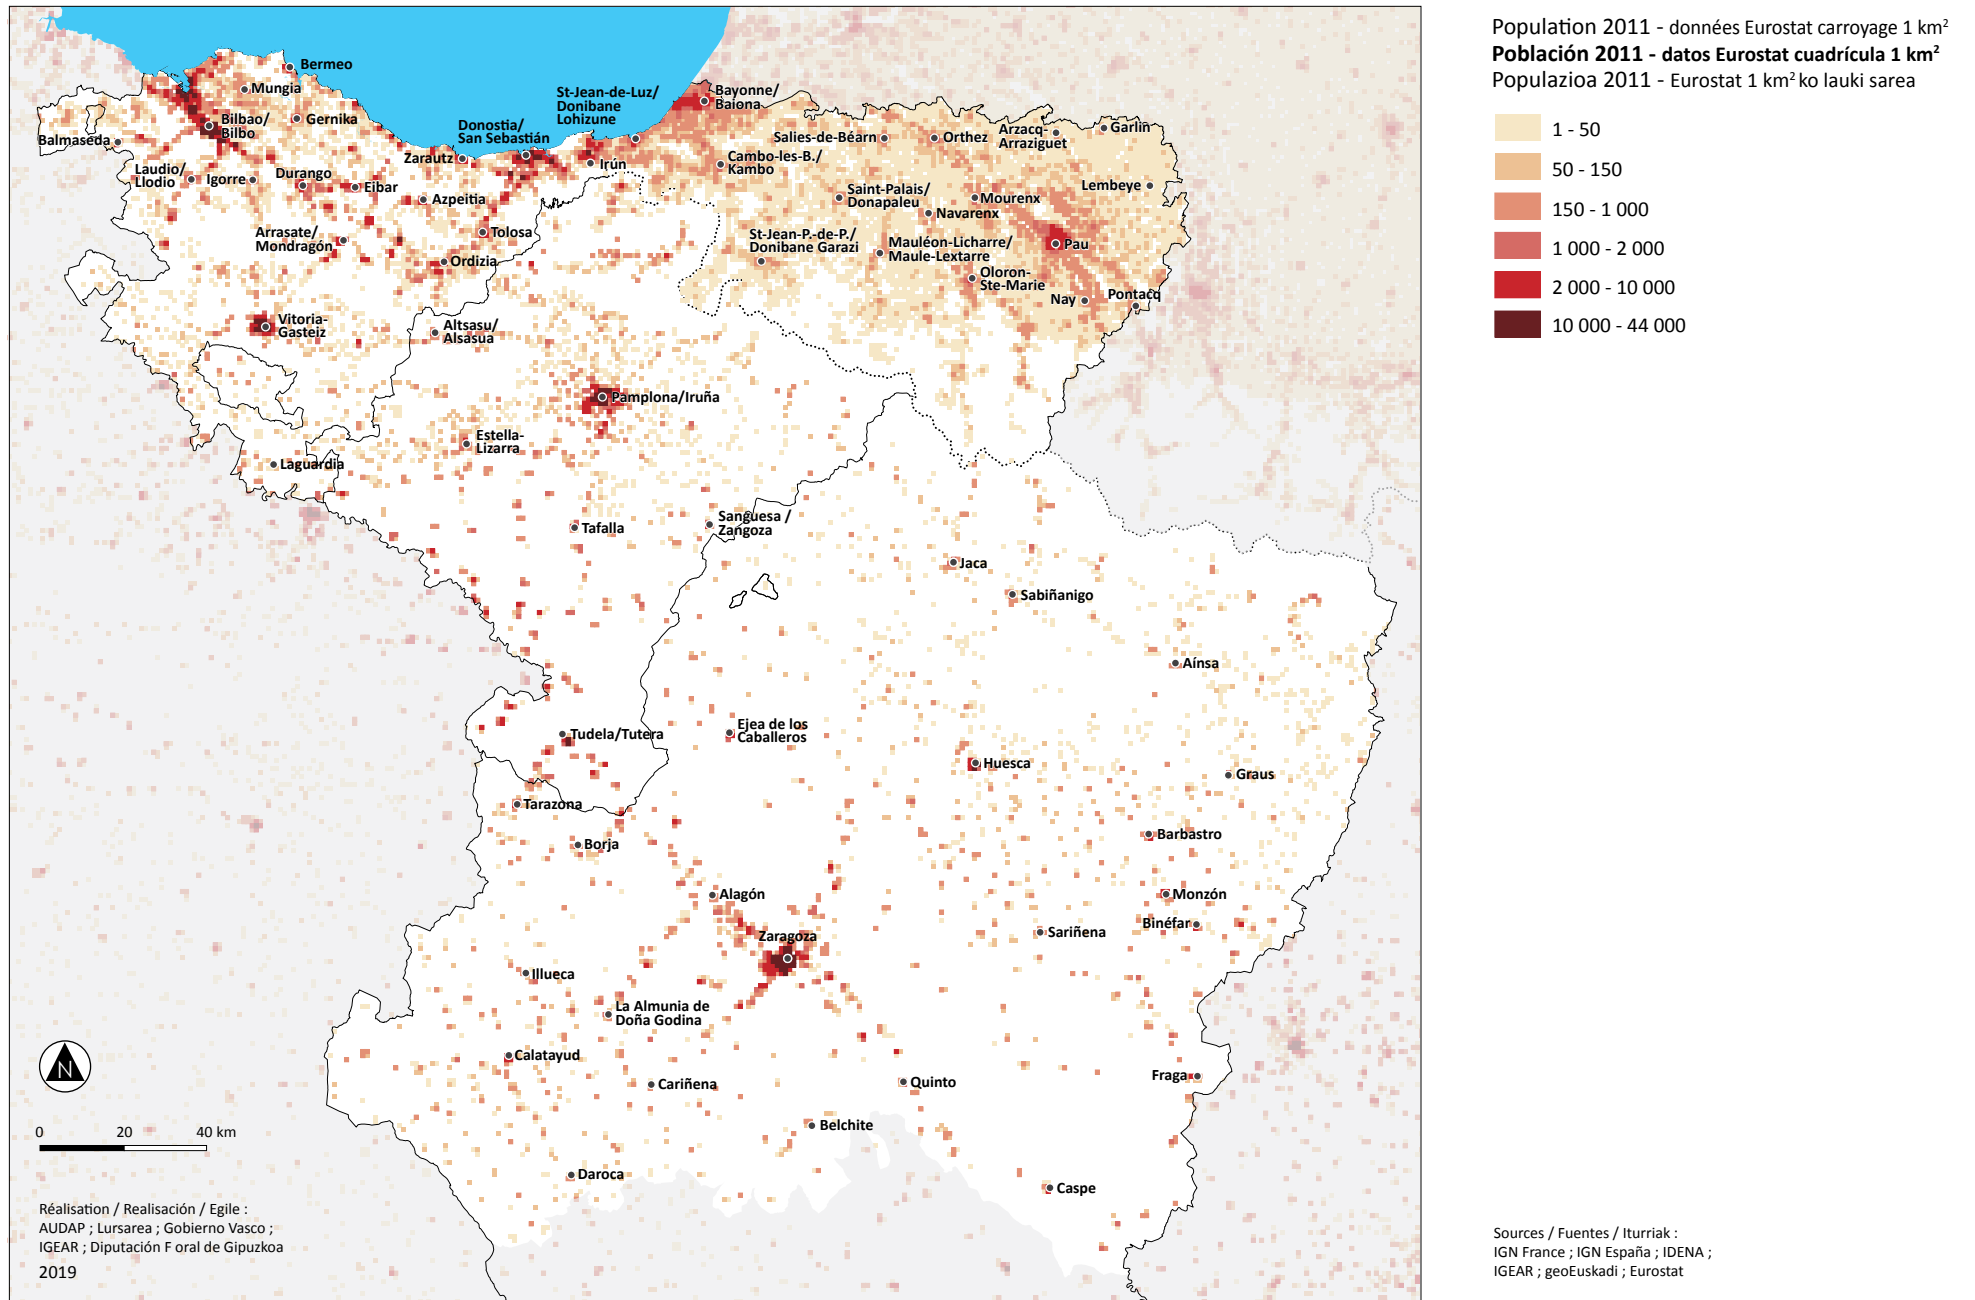 Population 2011 - données Eurostat carroyage 1 km²
Población 2011 - datos Eurostat cuadrícula 1 km²
Populazioa 2011 - Eurostat 1 km² ko lauki sarea
1 - 50
50 - 150
150 - 1 000
1 000 - 2 000
2 000 - 10 000
10 000 - 44 000
Bermeo
Mungia
Bilbao/
Bilbo
Gernika
Balmaseda
Laudio/
Llodio
Igorre
Durango
Eibar
Zarautz
Donostia/
San Sebastián
St-Jean-de-Luz/
Donibane
Lohizune
Bayonne/
Baiona
Irún
Cambo-les-B./
Kambo
Salies-de-Béarn
Orthez
Arzacq-
Arraziguet
Garlin
Lembeye
Azpeitia
Saint-Palais/
Donapaleu
Mourenx
Navarenx
Arrasate/
Mondragón
Tolosa
Ordizia
St-Jean-P.-de-P./
Donibane Garazi
Mauléon-Licharre/
Maule-Lextarre
Pau
Oloron-
Ste-Marie
Nay
Pontacq
Vitoria-
Gasteiz
Altsasu/
Alsasua
Pamplona/Iruña
Estella-
Lizarra
Laguardia
Tafalla
Sanguesa /
Zangoza
Jaca
Sabiñanigo
Aínsa
Tudela/Tutera
Ejea de los
Caballeros
Huesca
Graus
Tarazona
Borja
Barbastro
Alagón
Monzón
Binéfar
Zaragoza
Sariñena
Illueca
La Almunia de
Doña Godina
Calatayud
Cariñena
Quinto
Fraga
Belchite
Daroca
Caspe
N
0 20 40 km
Réalisation / Realisación / Egile :
AUDAP ; Lursarea ; Gobierno Vasco ;
IGEAR ; Diputación F oral de Gipuzkoa
2019
Sources / Fuentes / Iturriak :
IGN France ; IGN España ; IDENA ;
IGEAR ; geoEuskadi ; Eurostat